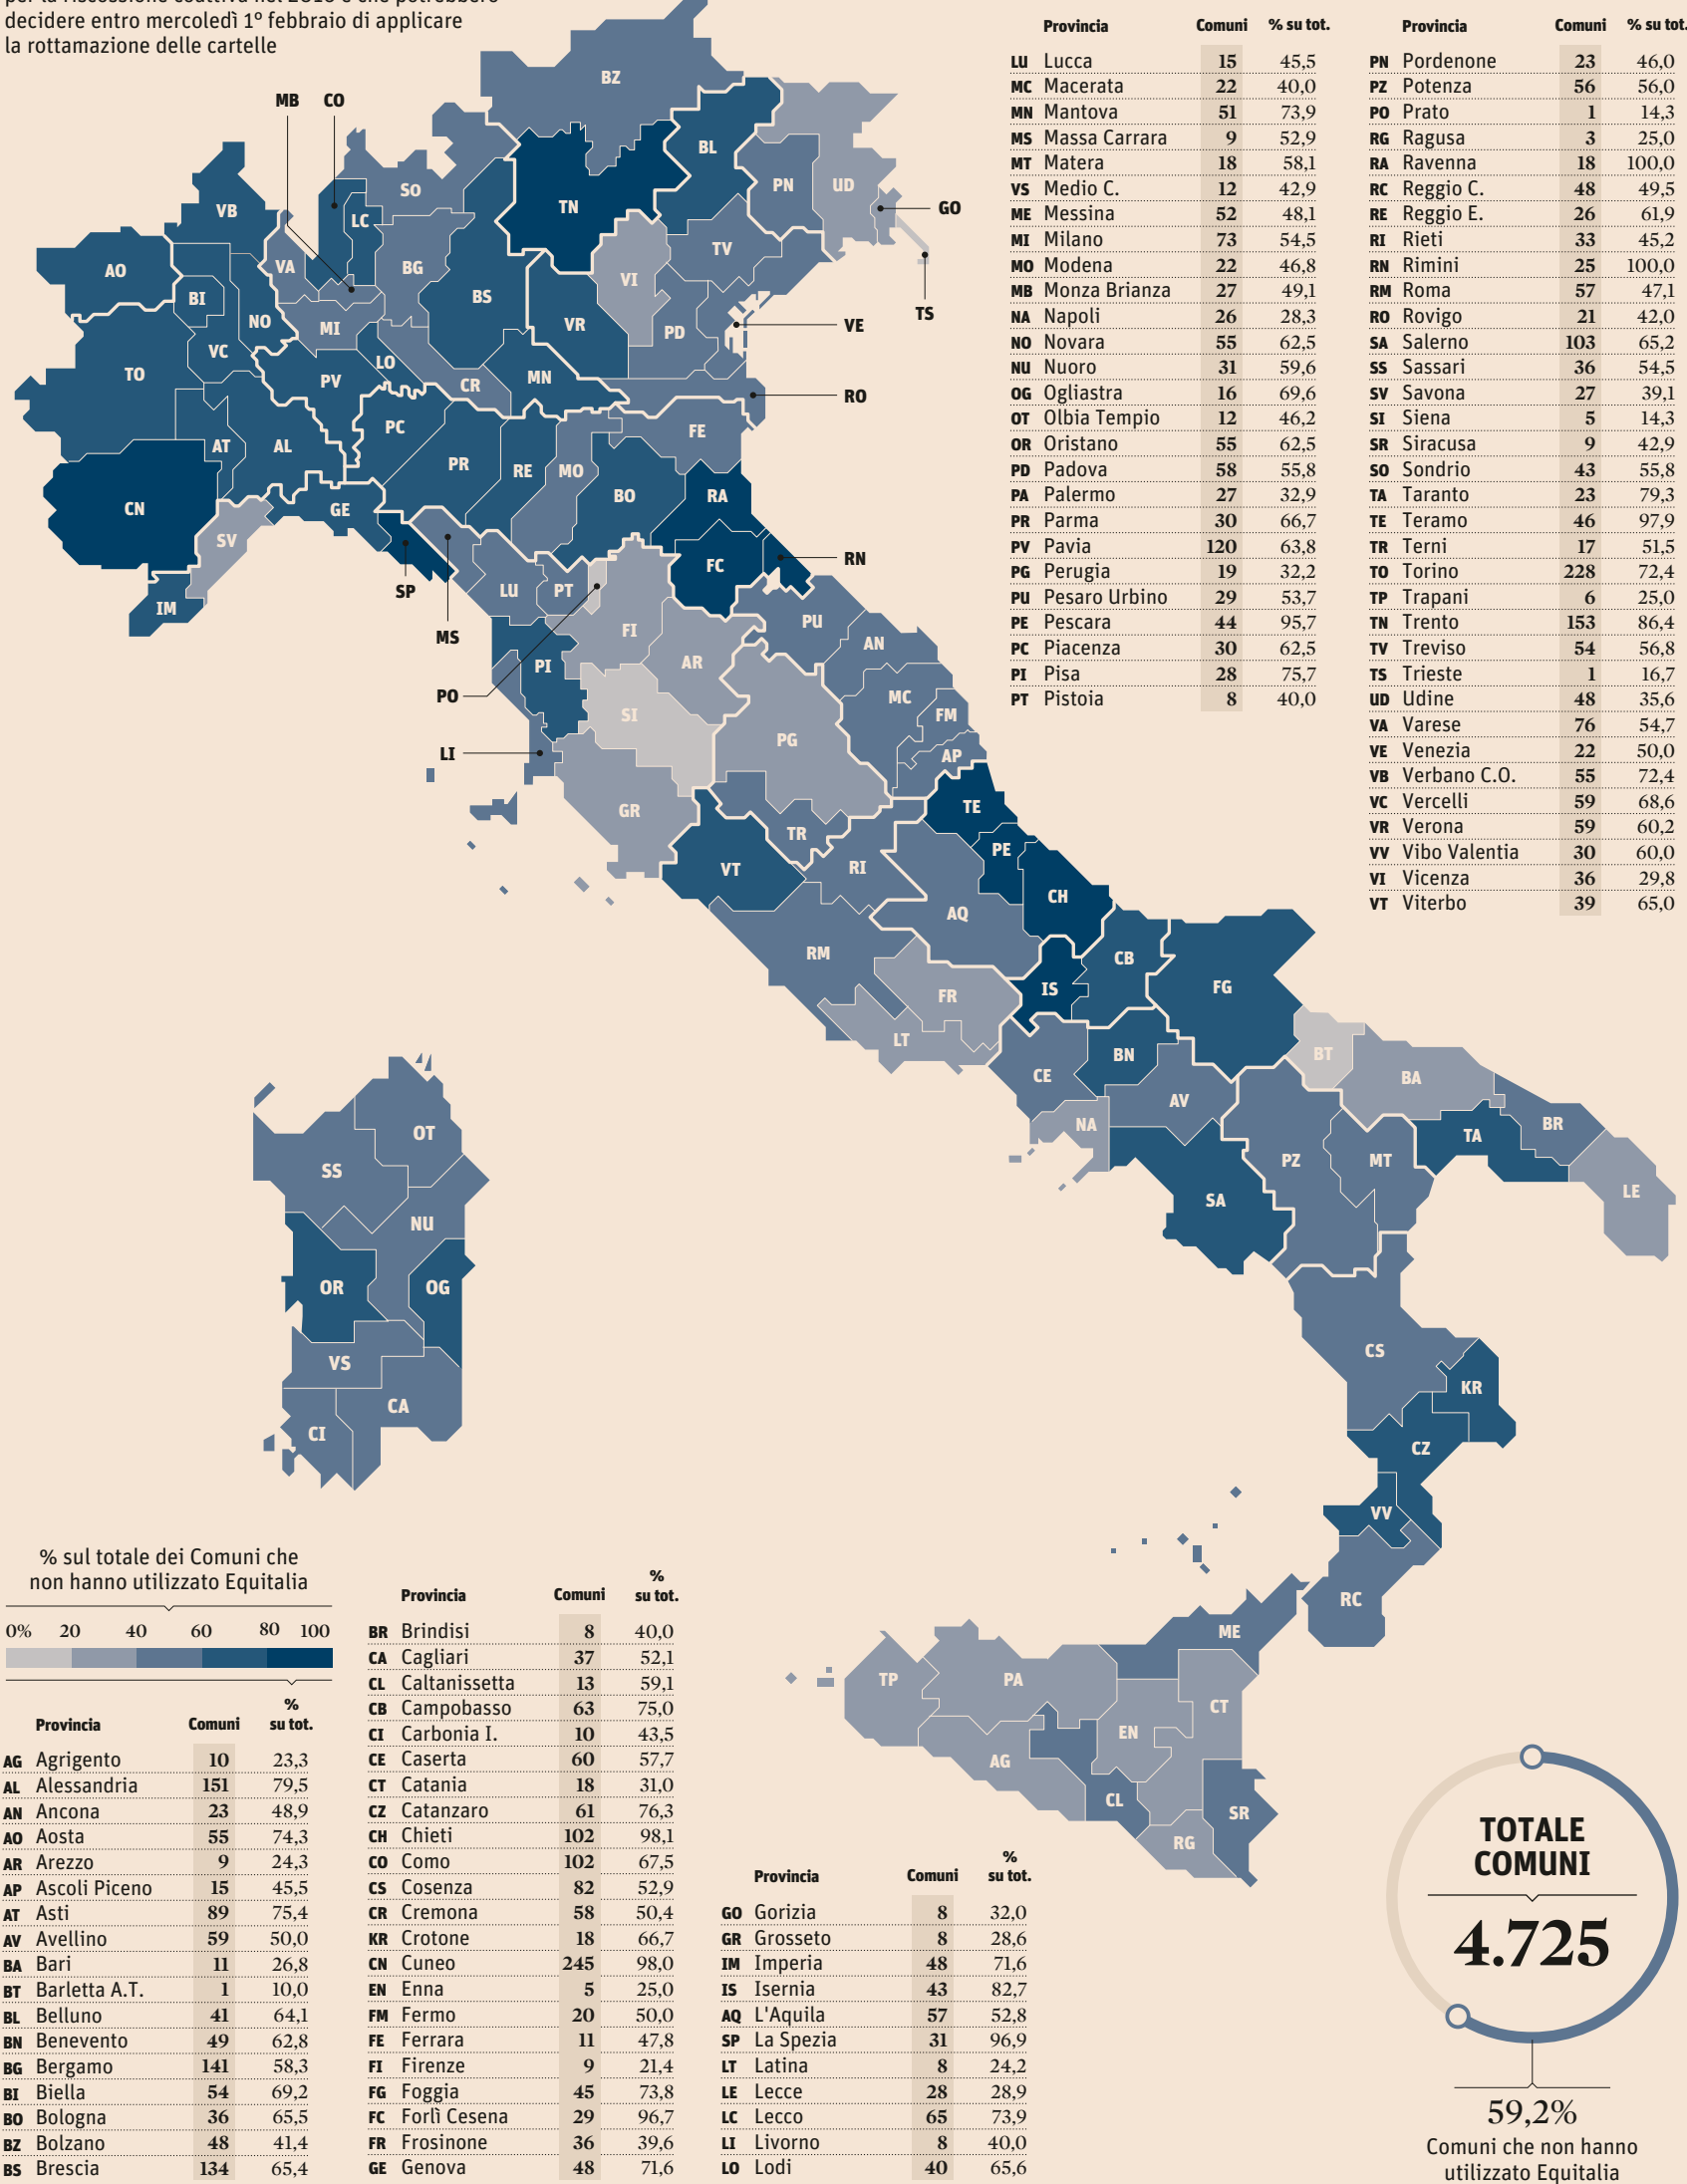 per la riscossione coattiva nel 2016 e che potrebbero
decidere entro mercoledì 1° febbraio di applicare
la rottamazione delle cartelle
Provincia Comuni % su tot.
LU Lucca 15 45,5
MC Macerata 22 40,0
MN Mantova 51 73,9
MS Massa Carrara 9 52,9
MT Matera 18 58,1
VS Medio C. 12 42,9
ME Messina 52 48,1
MI Milano 73 54,5
MO Modena 22 46,8
MB Monza Brianza 27 49,1
NA Napoli 26 28,3
NO Novara 55 62,5
NU Nuoro 31 59,6
OG Ogliastra 16 69,6
OT Olbia Tempio 12 46,2
OR Oristano 55 62,5
PD Padova 58 55,8
PA Palermo 27 32,9
PR Parma 30 66,7
PV Pavia 120 63,8
PG Perugia 19 32,2
PU Pesaro Urbino 29 53,7
PE Pescara 44 95,7
PC Piacenza 30 62,5
PI Pisa 28 75,7
PT Pistoia 8 40,0
Provincia Comuni % su tot.
PN Pordenone 23 46,0
PZ Potenza 56 56,0
PO Prato 1 14,3
RG Ragusa 3 25,0
RA Ravenna 18 100,0
RC Reggio C. 48 49,5
RE Reggio E. 26 61,9
RI Rieti 33 45,2
RN Rimini 25 100,0
RM Roma 57 47,1
RO Rovigo 21 42,0
SA Salerno 103 65,2
SS Sassari 36 54,5
SV Savona 27 39,1
SI Siena 5 14,3
SR Siracusa 9 42,9
SO Sondrio 43 55,8
TA Taranto 23 79,3
TE Teramo 46 97,9
TR Terni 17 51,5
TO Torino 228 72,4
TP Trapani 6 25,0
TN Trento 153 86,4
TV Treviso 54 56,8
TS Trieste 1 16,7
UD Udine 48 35,6
VA Varese 76 54,7
VE Venezia 22 50,0
VB Verbano C.O. 55 72,4
VC Vercelli 59 68,6
VR Verona 59 60,2
VV Vibo Valentia 30 60,0
VI Vicenza 36 29,8
VT Viterbo 39 65,0
BZ
MB CO
BL
SO
PN UD
VB
TN
LC
GO
TV
VA BG
AO
VI
BI
BS
TS
NO
MI
VR
VE
PD
VC
LO
TO
PV
MN
CR
RO
PC
FE
AT AL
PR RE MO
BO RA
CN
GE
SV
RN
FC
SP
LU PT
IM
PU
FI
MS
AN
AR
PI
PO
MC
SI
FM
PG
LI
AP
GR
TE
TR
PE
VT RI
CH
AQ
RM
CB
FG
IS
FR
LT
BT
BN
CE
BA
AV
NA
BR
OT
TA
PZ MT
SS
LE
SA
NU
OR OG
CS
VS
KR
CA
CI
CZ
VV
RC
ME
TP PA
CT
EN
AG
CL
SR
RG
% sul totale dei Comuni che
non hanno utilizzato Equitalia
0% 20 40 60 80 100
Provincia Comuni % su tot.
AG Agrigento 10 23,3
AL Alessandria 151 79,5
AN Ancona 23 48,9
AO Aosta 55 74,3
AR Arezzo 9 24,3
AP Ascoli Piceno 15 45,5
AT Asti 89 75,4
AV Avellino 59 50,0
BA Bari 11 26,8
BT Barletta A.T. 1 10,0
BL Belluno 41 64,1
BN Benevento 49 62,8
BG Bergamo 141 58,3
BI Biella 54 69,2
BO Bologna 36 65,5
BZ Bolzano 48 41,4
BS Brescia 134 65,4
Provincia Comuni % su tot.
BR Brindisi 8 40,0
CA Cagliari 37 52,1
CL Caltanissetta 13 59,1
CB Campobasso 63 75,0
CI Carbonia I. 10 43,5
CE Caserta 60 57,7
CT Catania 18 31,0
CZ Catanzaro 61 76,3
CH Chieti 102 98,1
CO Como 102 67,5
CS Cosenza 82 52,9
CR Cremona 58 50,4
KR Crotone 18 66,7
CN Cuneo 245 98,0
EN Enna 5 25,0
FM Fermo 20 50,0
FE Ferrara 11 47,8
FI Firenze 9 21,4
FG Foggia 45 73,8
FC Forlì Cesena 29 96,7
FR Frosinone 36 39,6
GE Genova 48 71,6
Provincia Comuni % su tot.
GO Gorizia 8 32,0
GR Grosseto 8 28,6
IM Imperia 48 71,6
IS Isernia 43 82,7
AQ L'Aquila 57 52,8
SP La Spezia 31 96,9
LT Latina 8 24,2
LE Lecce 28 28,9
LC Lecco 65 73,9
LI Livorno 8 40,0
LO Lodi 40 65,6
TOTALE
COMUNI
4.725
59,2%
Comuni che non hanno
utilizzato Equitalia